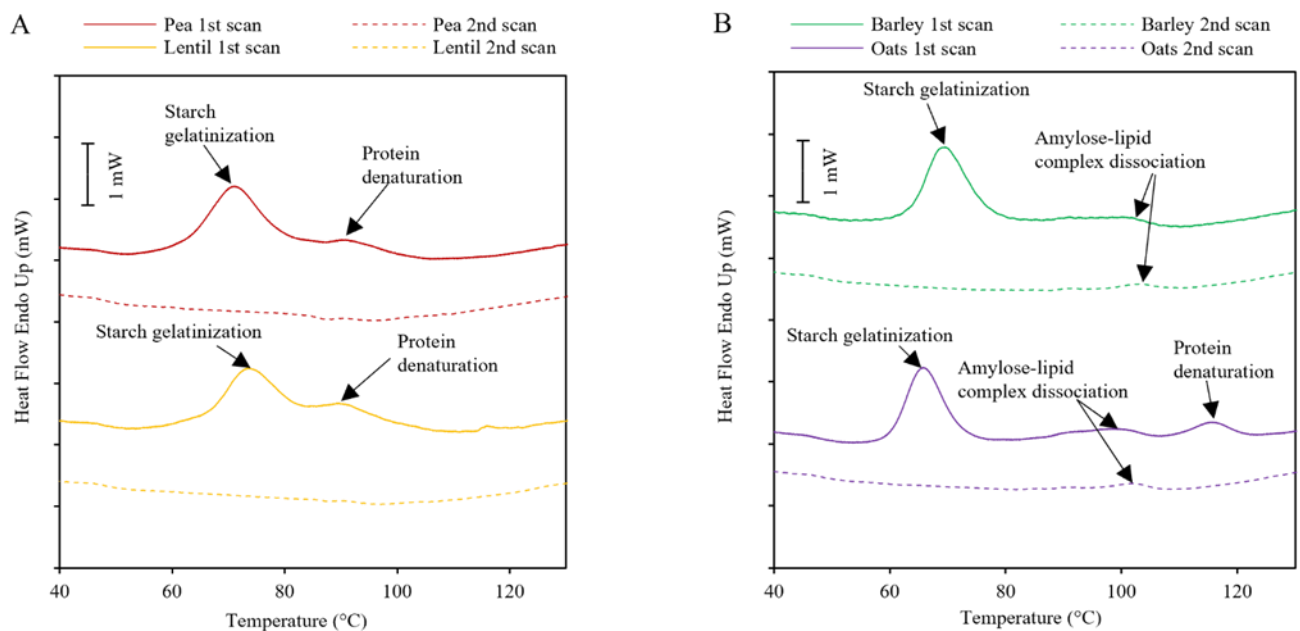 A
Pea 1st scan
Pea 2nd scan
Lentil 1st scan
Lentil 2nd scan
Starch
gelatinization
Protein
denaturation
1 mW
Starch gelatinization
Protein
denaturation
Heat Flow Endo Up (mW)
40
60
80
100
120
Temperature (°C)
B
Barley 1st scan
Barley 2nd scan
Oats 1st scan
Oats 2nd scan
Starch gelatinization
Amylose-lipid
complex dissociation
1 mW
Starch gelatinization
Amylose-lipid
complex dissociation
Protein
denaturation
Heat Flow Endo Up (mW)
40
60
80
100
120
Temperature (°C)